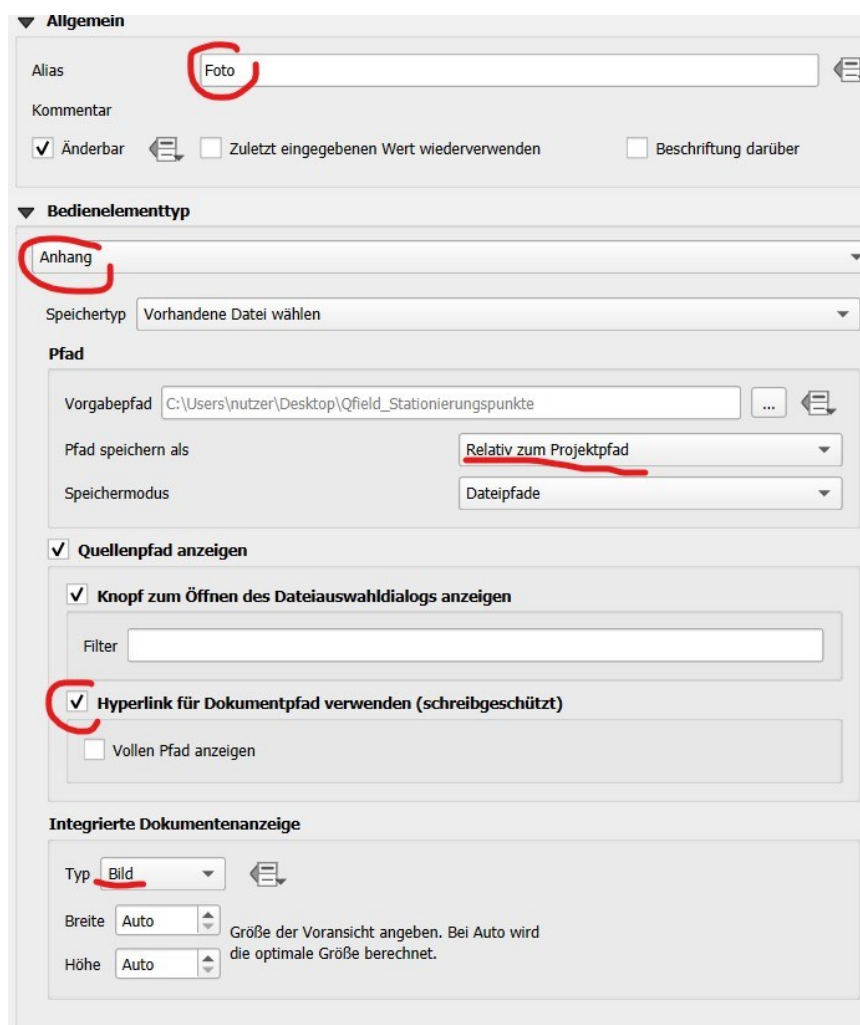 Allgemein
Alias Foto
Kommentar
Änderbar Zuletzt eingegebenen Wert wiederverwenden Beschriftung darüber
Bedienelementtyp
Anhang
Speichertyp Vorhandene Datei wählen
Pfad
Vorgabepfad C:\Users\nutzer\Desktop\Qfield_Stationierungspunkte ...
Pfad speichern als Relativ zum Projektpfad
Speichermodus Dateipfade
Quellenpfad anzeigen
Knopf zum Öffnen des Dateiauswahldialogs anzeigen
Filter
Hyperlink für Dokumentpfad verwenden (schreibgeschützt)
Vollen Pfad anzeigen
Integrierte Dokumentenanzeige
Typ Bild
Breite Auto Größe der Voransicht angeben. Bei Auto wird
Höhe Auto die optimale Größe berechnet.